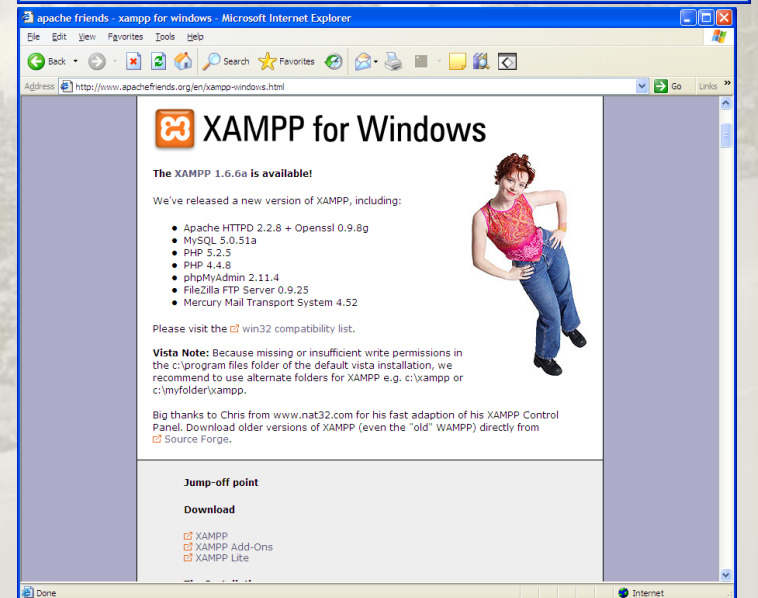 apache friends - xampp for windows - Microsoft Internet Explorer
File Edit View Favorites Tools Help
Back Search Favorites
Address http://www.apachefriends.org/en/xampp-windows.html Go Links »
XAMPP for Windows
The XAMPP 1.6.6a is available!
We've released a new version of XAMPP, including:
• Apache HTTPD 2.2.8 + Openssl 0.9.8g
• MySQL 5.0.51a
• PHP 5.2.5
• PHP 4.4.8
• phpMyAdmin 2.11.4
• FileZilla FTP Server 0.9.25
• Mercury Mail Transport System 4.52
Please visit the win32 compatibility list.
Vista Note: Because missing or insufficient write permissions in
the c:\program files folder of the default vista installation, we
recommend to use alternate folders for XAMPP e.g. c:\xampp or
c:\myfolder\xampp.
Big thanks to Chris from www.nat32.com for his fast adaption of his XAMPP Control
Panel. Download older versions of XAMPP (even the "old" WAMPP) directly from
Source Forge.
Jump-off point
Download
XAMPP
XAMPP Add-Ons
XAMPP Lite
Done Internet